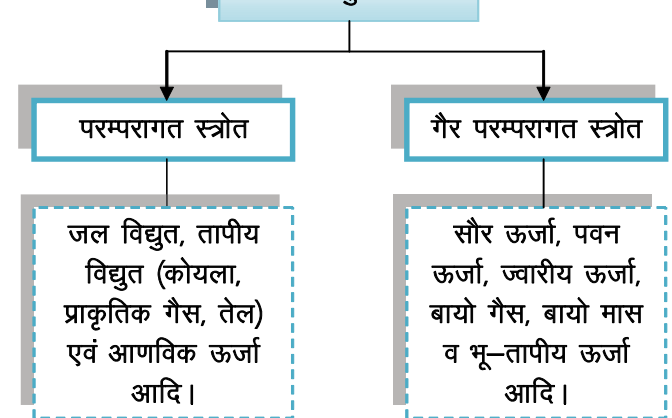 परम्परागत स्त्रोत
गैर परम्परागत स्त्रोत
जल विद्युत, तापीय
विद्युत (कोयला,
प्राकृतिक गैस, तेल)
एवं आणविक ऊर्जा
आदि।
सौर ऊर्जा, पवन
ऊर्जा, ज्वारीय ऊर्जा,
बायो गैस, बायो मास
व भू–तापीय ऊर्जा
आदि।